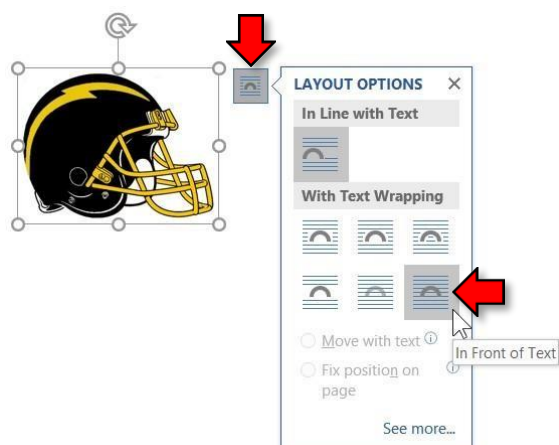 LAYOUT OPTIONS
In Line with Text
With Text Wrapping
Move with text
Fix position on
page
In Front of Text
See more...